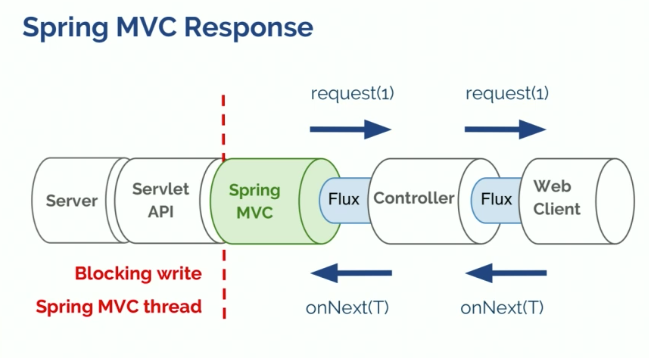 Spring MVC Response
request(1)
request(1)
Server
Servlet
API
Spring
MVC
Flux
Controller
Flux
Web
Client
Blocking write
Spring MVC thread
onNext(T)
onNext(T)